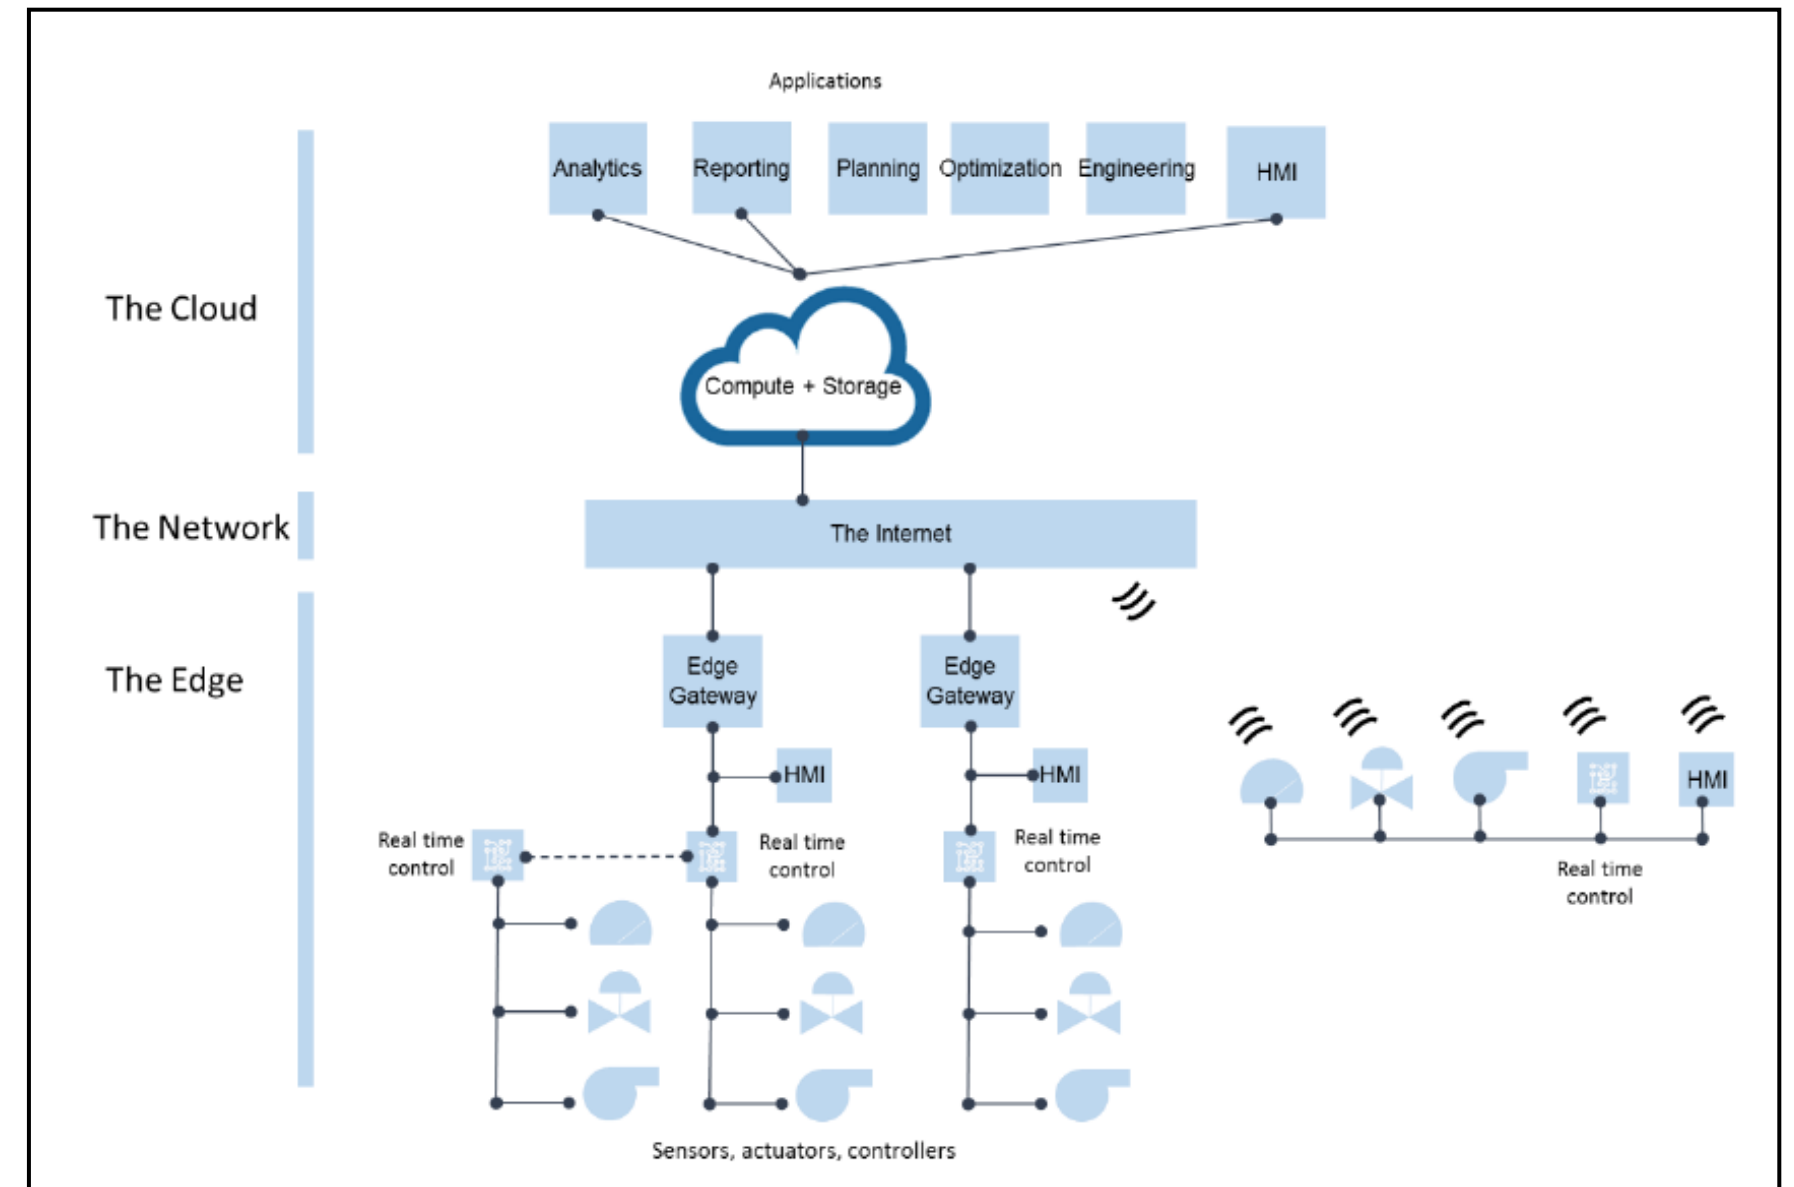 Applications
Analytics
Reporting
Planning
Optimization
Engineering
HMI
The Cloud
Compute + Storage
The Network
The Internet
The Edge
Edge
Gateway
Edge
Gateway
HMI
HMI
HMI
Real time
control
Real time
control
Real time
control
Real time
control
Sensors, actuators, controllers